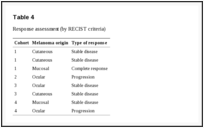 Table 4
Response assessment (by RECIST criteria)
Cohort Melanoma origin Type of response
1 Cutaneous Stable disease
1 Cutaneous Stable disease
1 Mucosal Complete response
2 Ocular Progression
2 Ocular Stable disease
3 Cutaneous Stable disease
4 Mucosal Stable disease
4 Ocular Progression